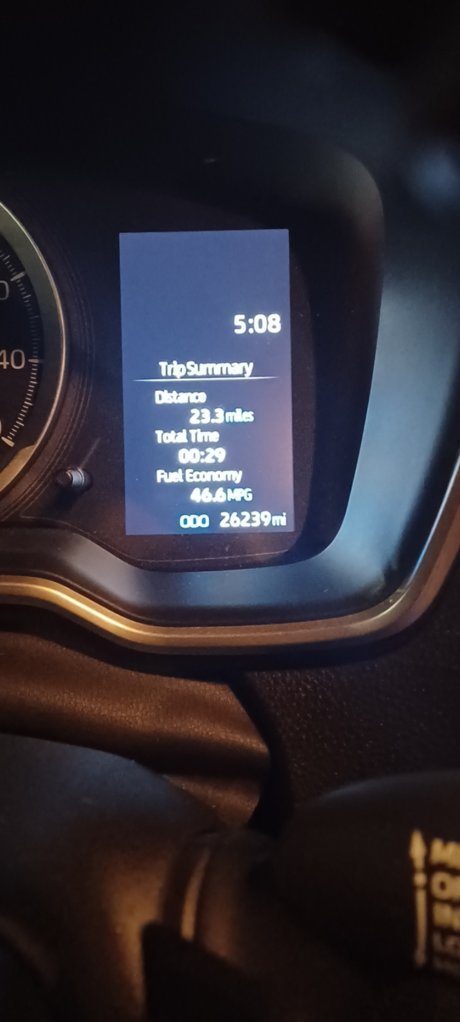 5:08
Trip Summary
Distance
23.3 miles
Total Time
00:29
Fuel Economy
46.6 MPG
ODO 26239 mi
40
0